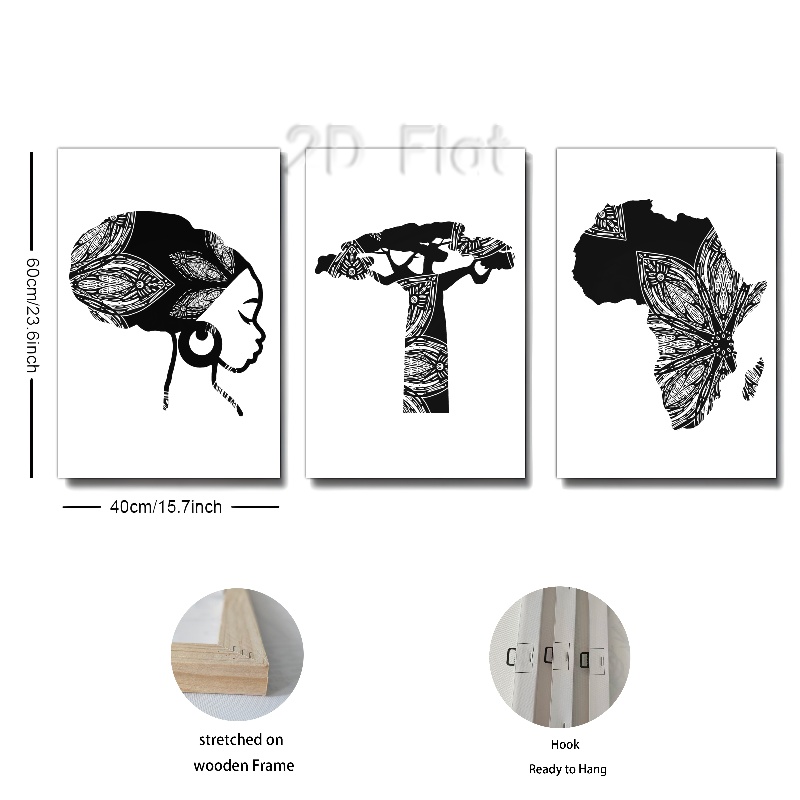 2D Flat
60cm/23.6inch
40cm/15.7inch
stretched on
wooden Frame
Hook
Ready to Hang